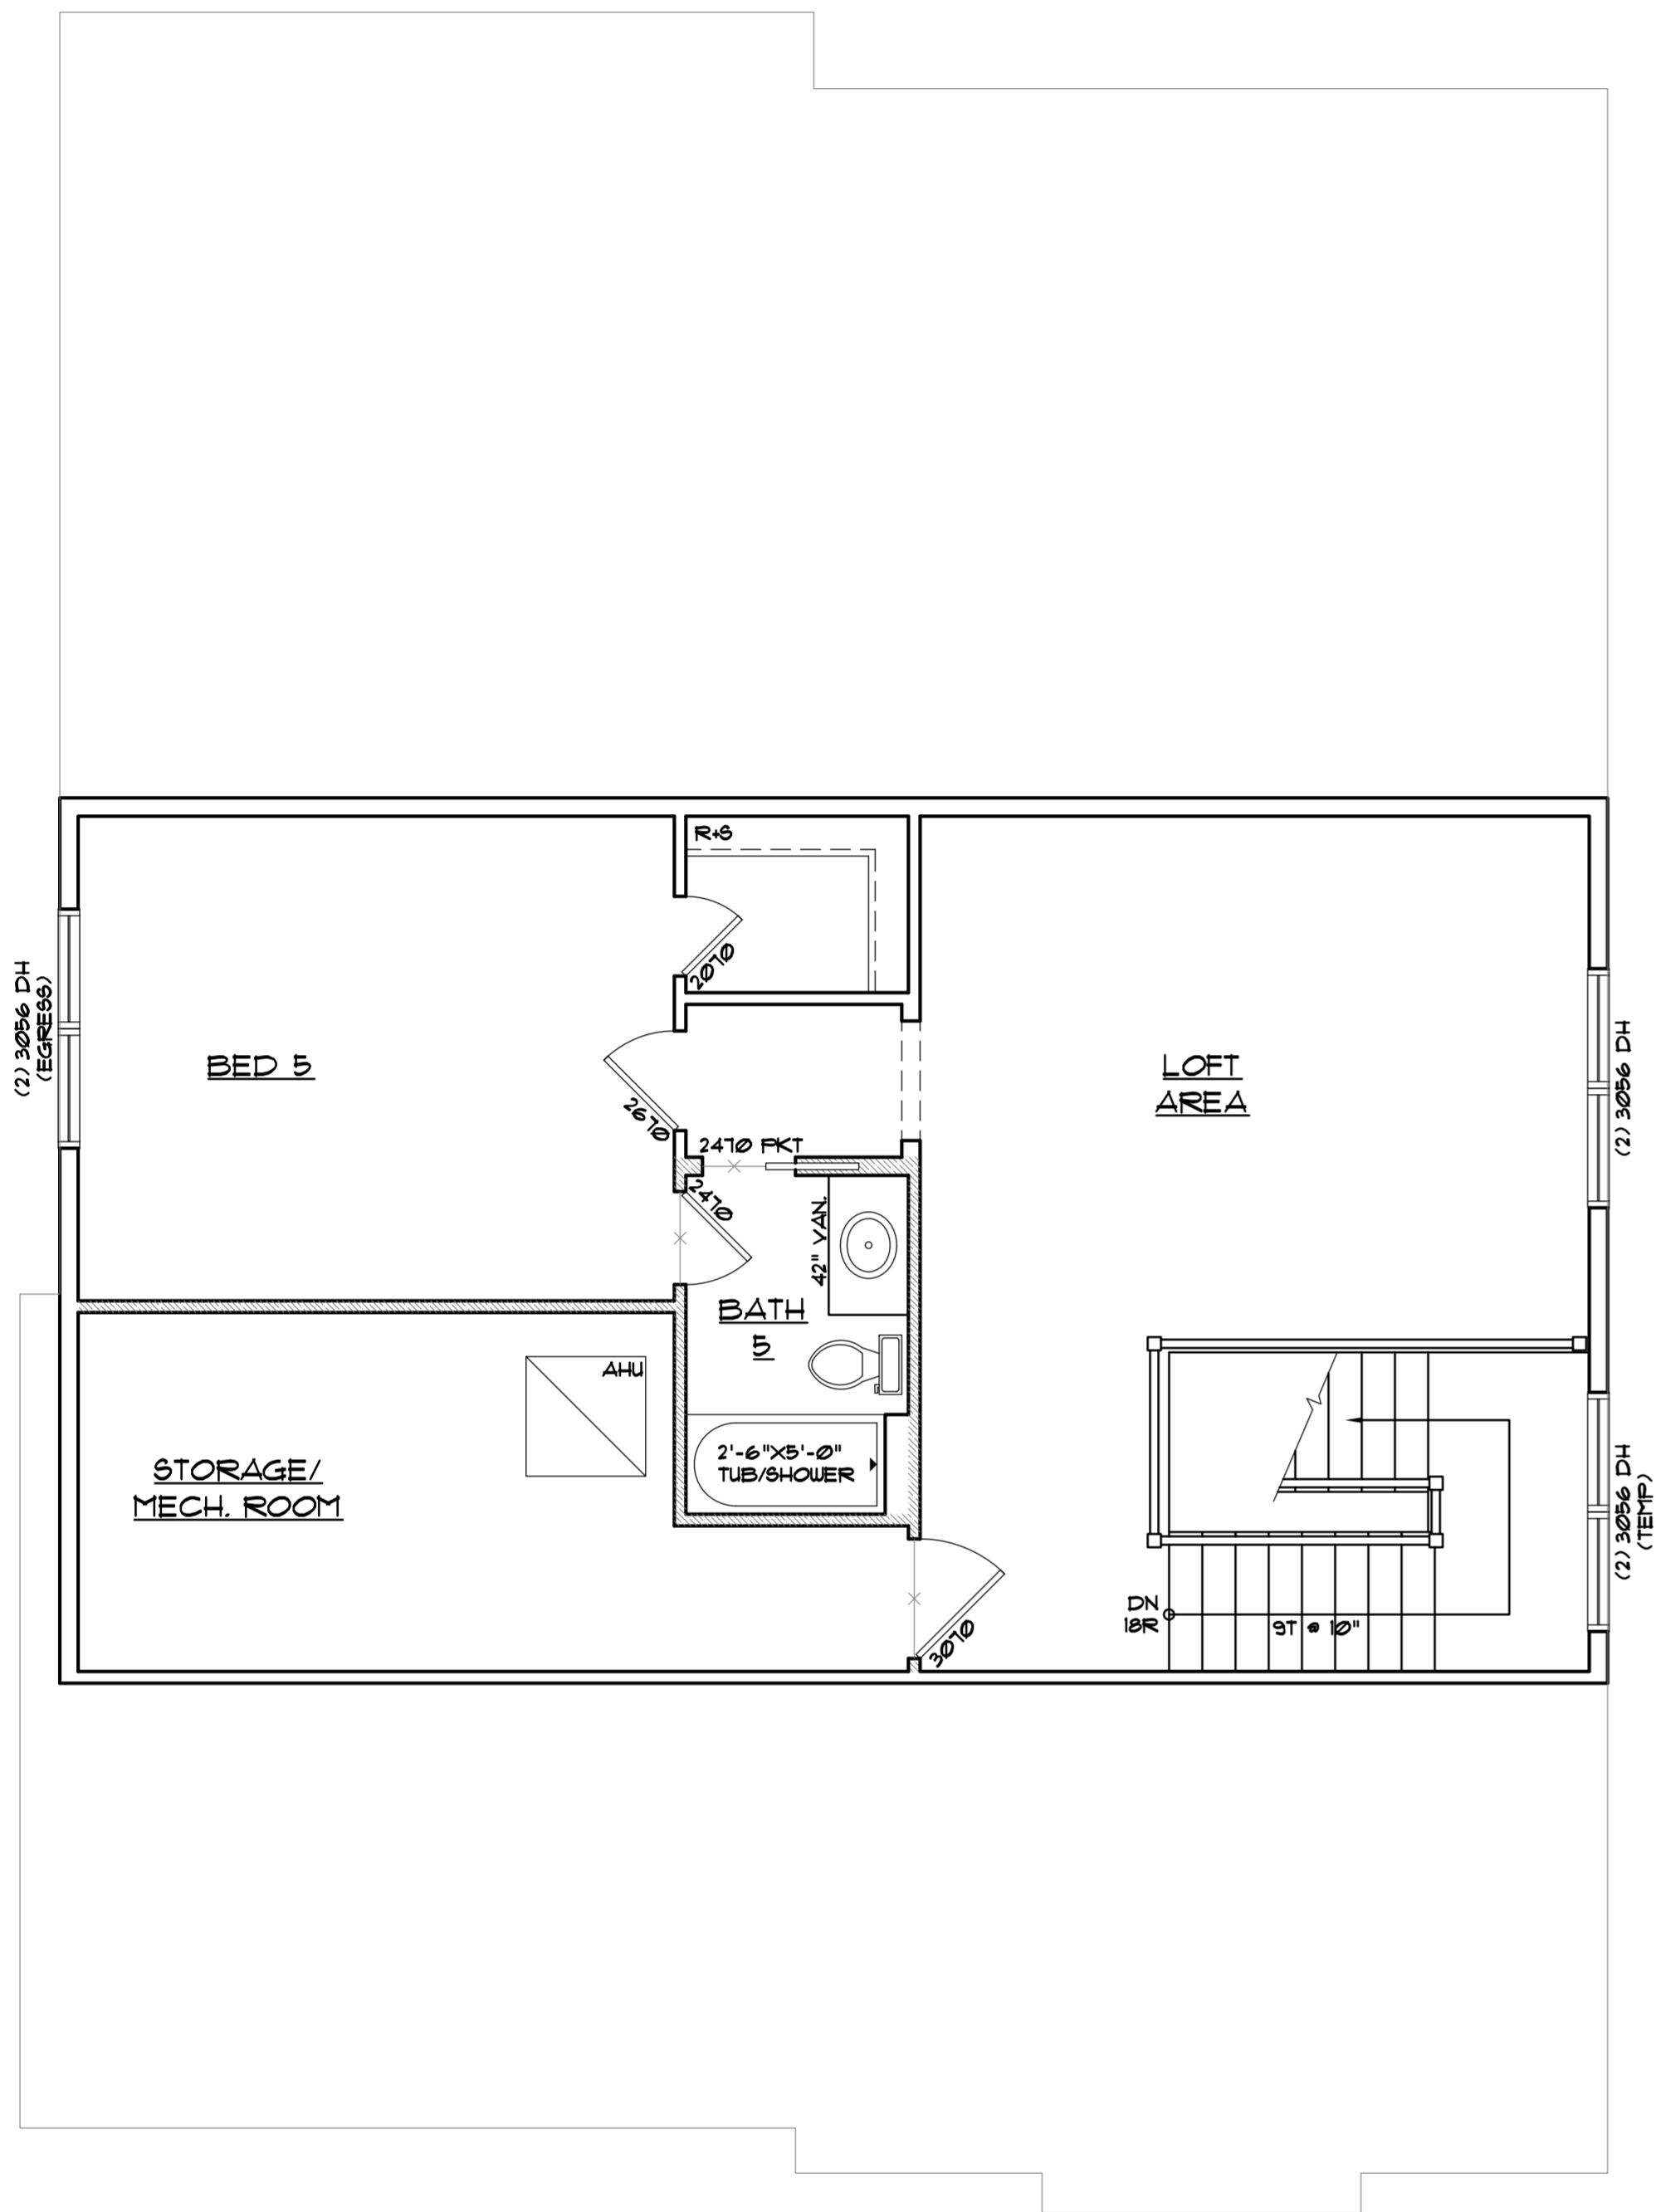 R+S
2070
(2) 3056 DH
(EGRESS)
BED 5
2670
LOFT
AREA
(2) 3056 DH
2470 PKT
2470
42" VAN.
BATH
5
AHU
2'-6"X5'-0"
TUB/SHOWER
STORAGE/
MECH. ROOM
(2) 3056 DH
(TEMP)
DN
18R
9T @ 10"
3070